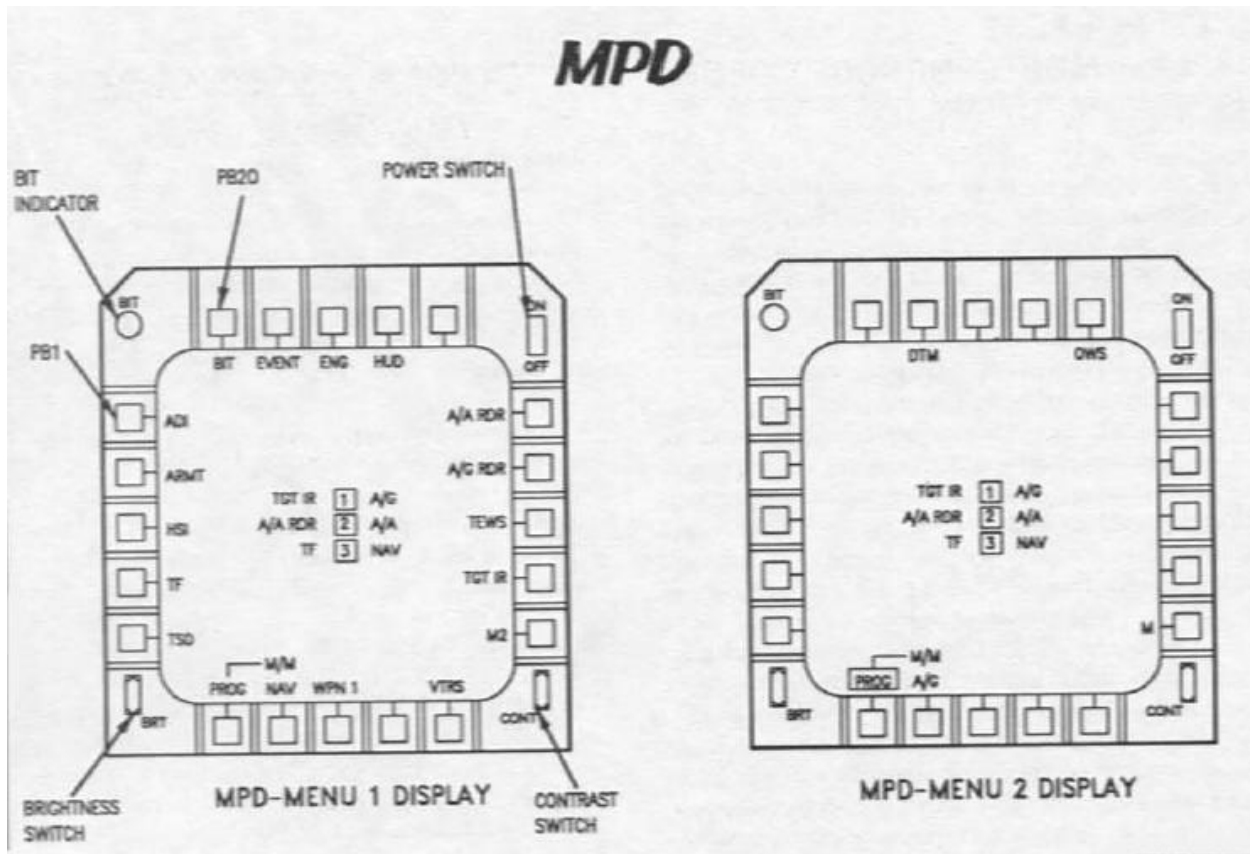 MPD
BIT INDICATOR
PB20
POWER SWITCH
PB1
BIT
ON
OFF
BIT EVENT ENG HUD
ADI
ARMT
HSI
TF
TSD
A/A RDR
A/G RDR
TEWS
TGT IR
M2
TGT IR 1 A/G
A/A RDR 2 A/A
TF 3 NAV
M/M
PROG NAV WPN 1 VTRS
BRT
CONT
BRIGHTNESS SWITCH
MPD-MENU 1 DISPLAY
CONTRAST SWITCH
BIT
ON
OFF
DTM OWS
TGT IR 1 A/G
A/A RDR 2 A/A
TF 3 NAV
M
M/M
PROG A/G
BRT
CONT
MPD-MENU 2 DISPLAY